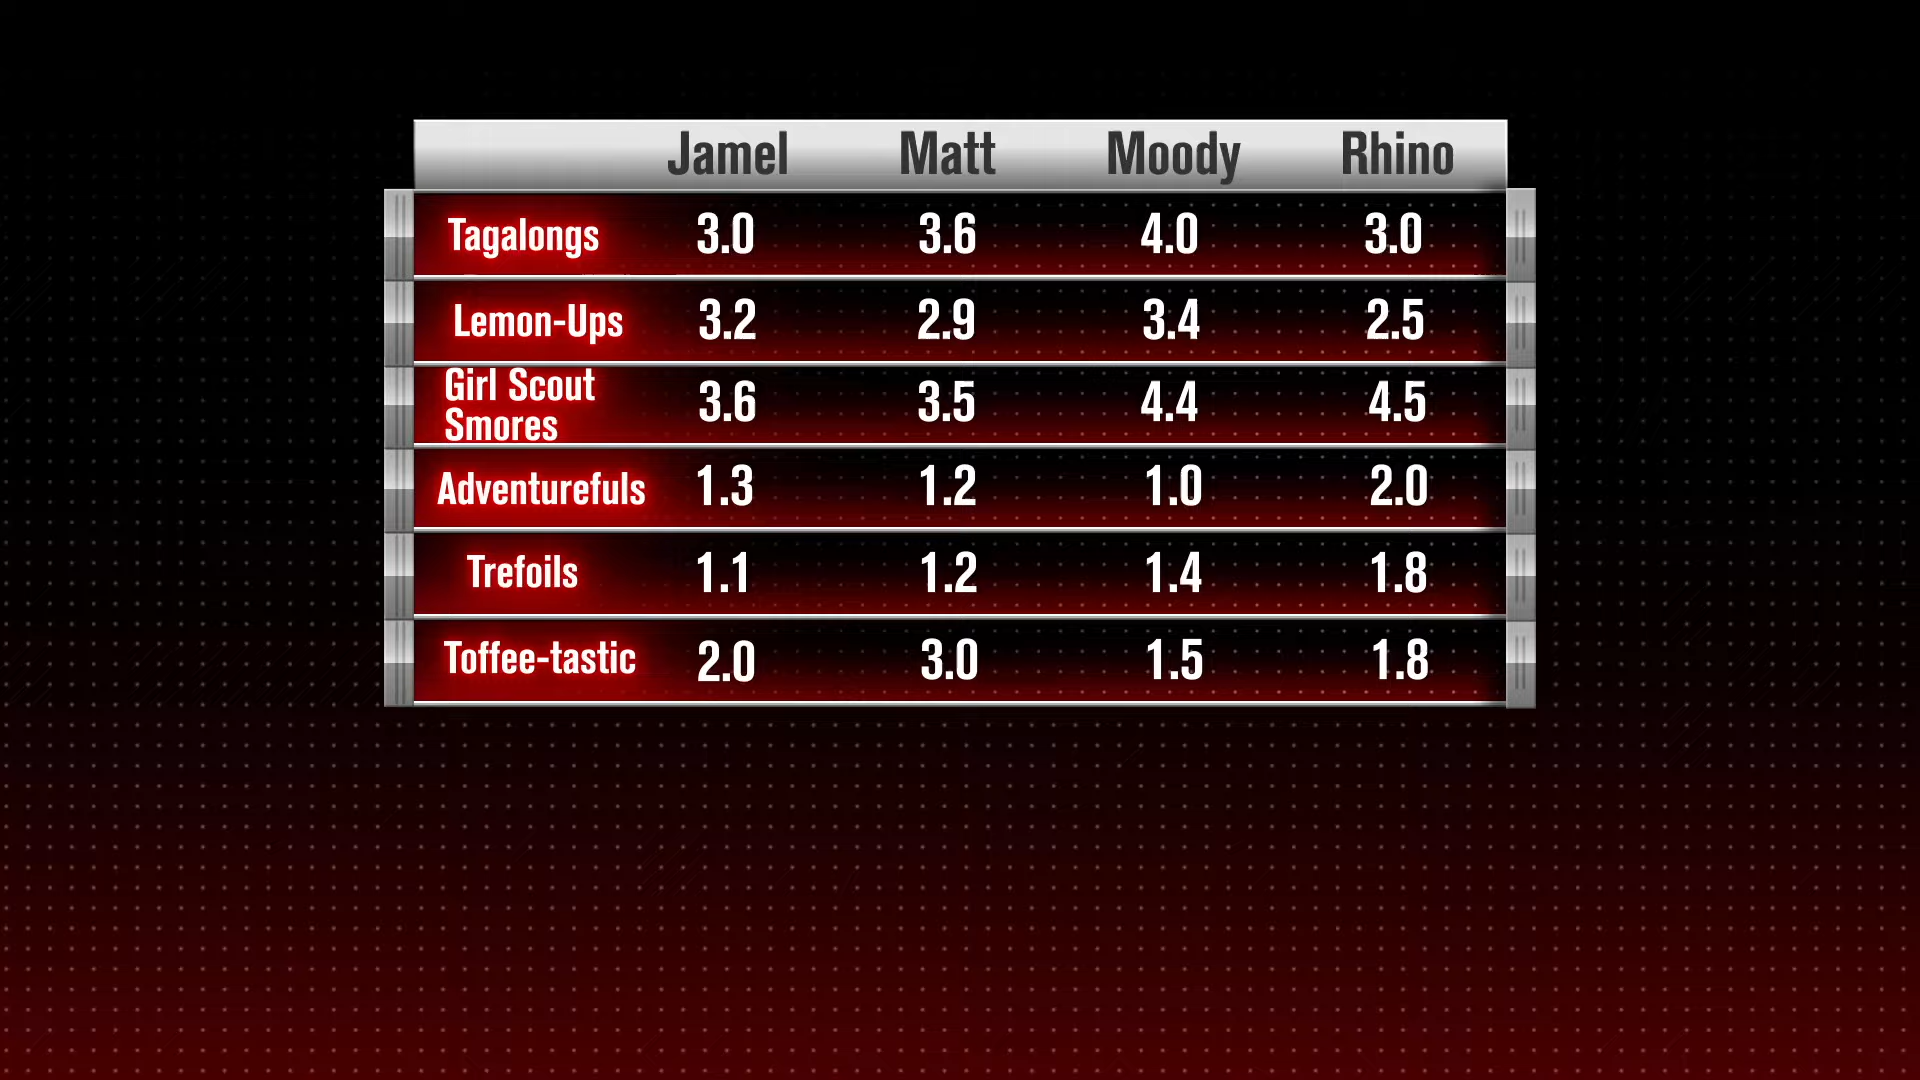 Jamel Matt Moody Rhino
Tagalongs 3.0 3.6 4.0 3.0
Lemon-Ups 3.2 2.9 3.4 2.5
Girl Scout
Smores 3.6 3.5 4.4 4.5
Adventurefuls 1.3 1.2 1.0 2.0
Trefoils 1.1 1.2 1.4 1.8
Toffee-tastic 2.0 3.0 1.5 1.8